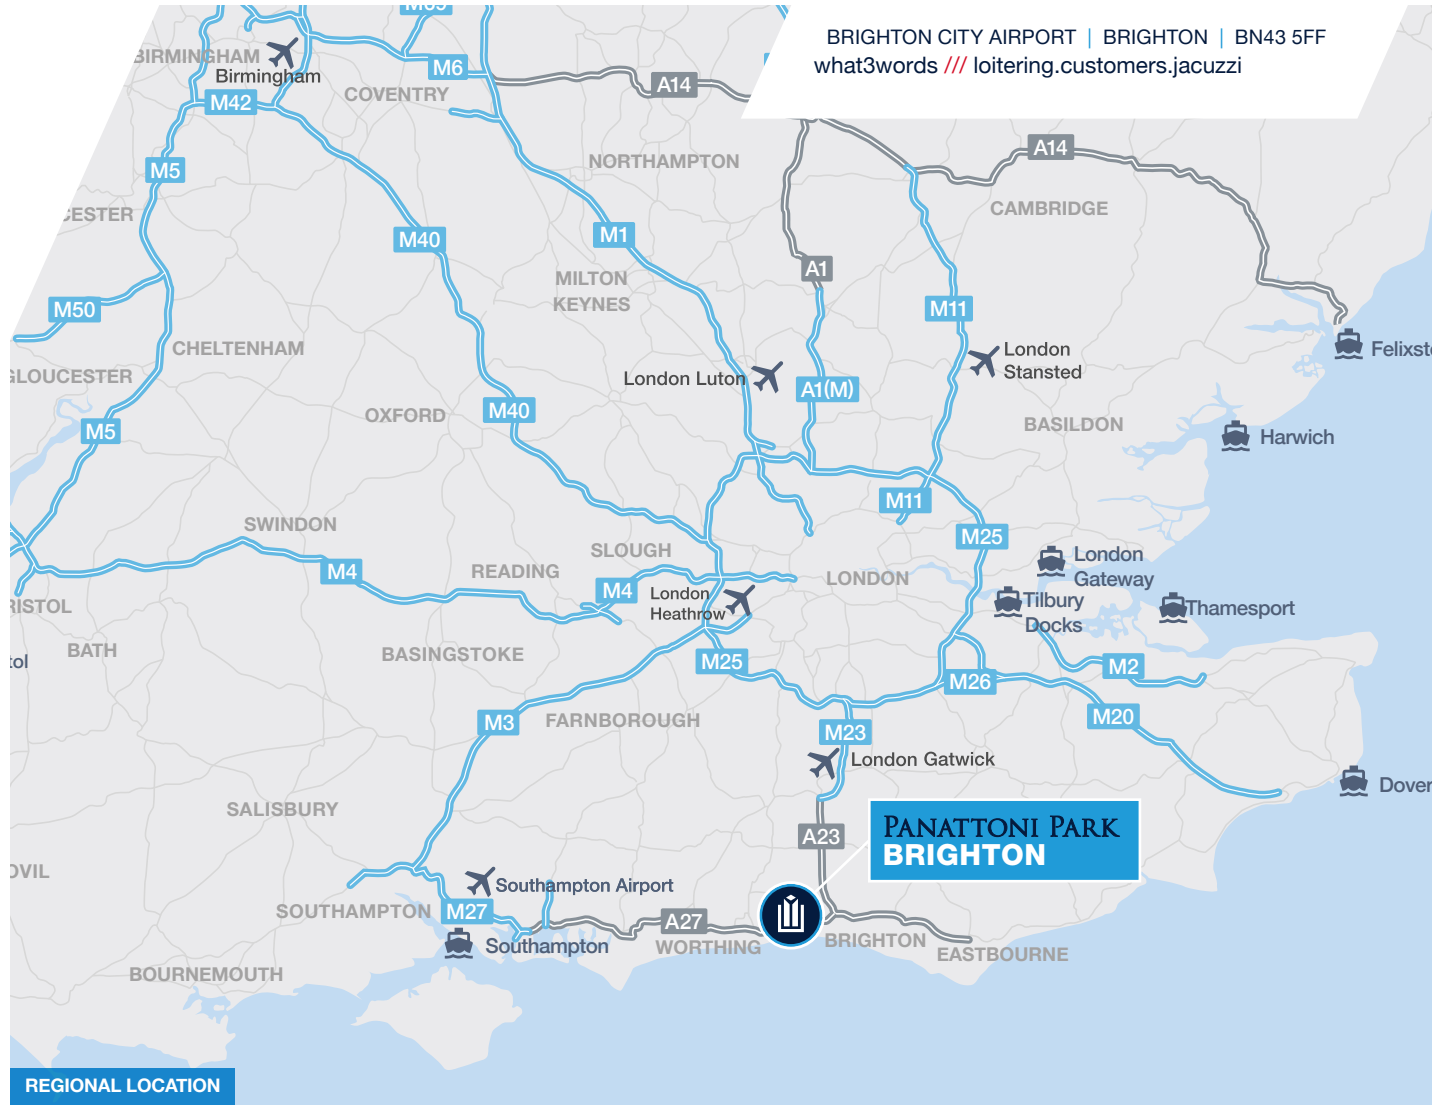 BRIGHTON CITY AIRPORT | BRIGHTON | BN43 5FF
what3words /// loitering.customers.jacuzzi
BIRMINGHAM
Birmingham
M6
A14
M42
COVENTRY
M5
NORTHAMPTON
A14
CAMBRIDGE
M40
M1
A1
MILTON
KEYNES
M50
M11
CHELTENHAM
London
Stansted
London Luton
A1(M)
M40
OXFORD
BASILDON
M5
Harwich
M11
SWINDON
M25
SLOUGH
London
Gateway
M4
READING
M4
LONDON
London
Heathrow
Tilbury
Docks
Thamesport
BATH
BASINGSTOKE
M25
M26
M2
M3
FARNBOROUGH
M23
M20
London Gatwick
Dover
SALISBURY
A23
PANATTONI PARK
BRIGHTON
Southampton Airport
SOUTHAMPTON
M27
A27
Southampton
WORTHING
BRIGHTON
EASTBOURNE
BOURNEMOUTH
REGIONAL LOCATION